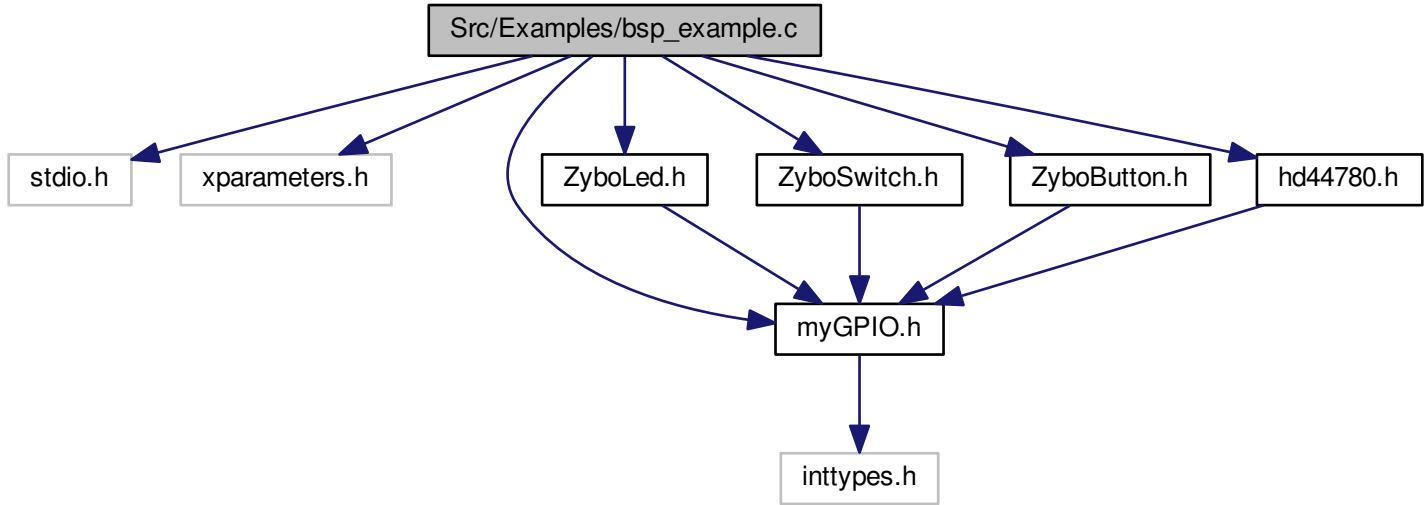 Src/Examples/bsp_example.c
stdio.h
xparameters.h
ZyboLed.h
ZyboSwitch.h
ZyboButton.h
hd44780.h
myGPIO.h
inttypes.h